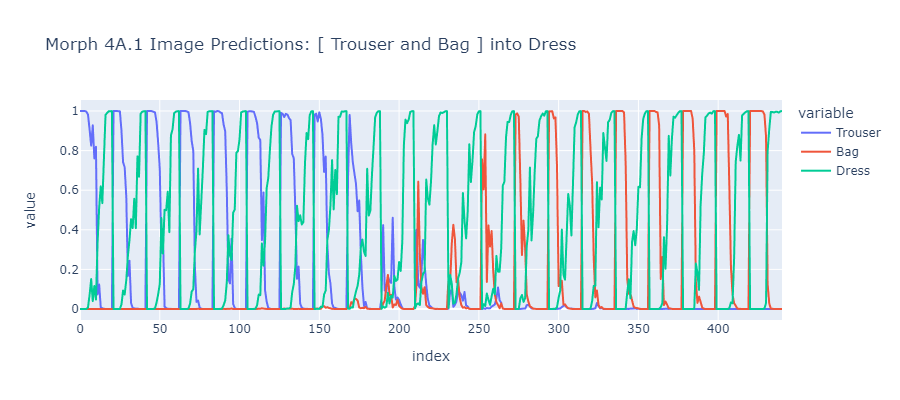 Morph 4A.1 Image Predictions: [ Trouser and Bag ] into Dress
variable
Trouser
Bag
Dress
value
1
0.8
0.6
0.4
0.2
0
0 50 100 150 200 250 300 350 400
index